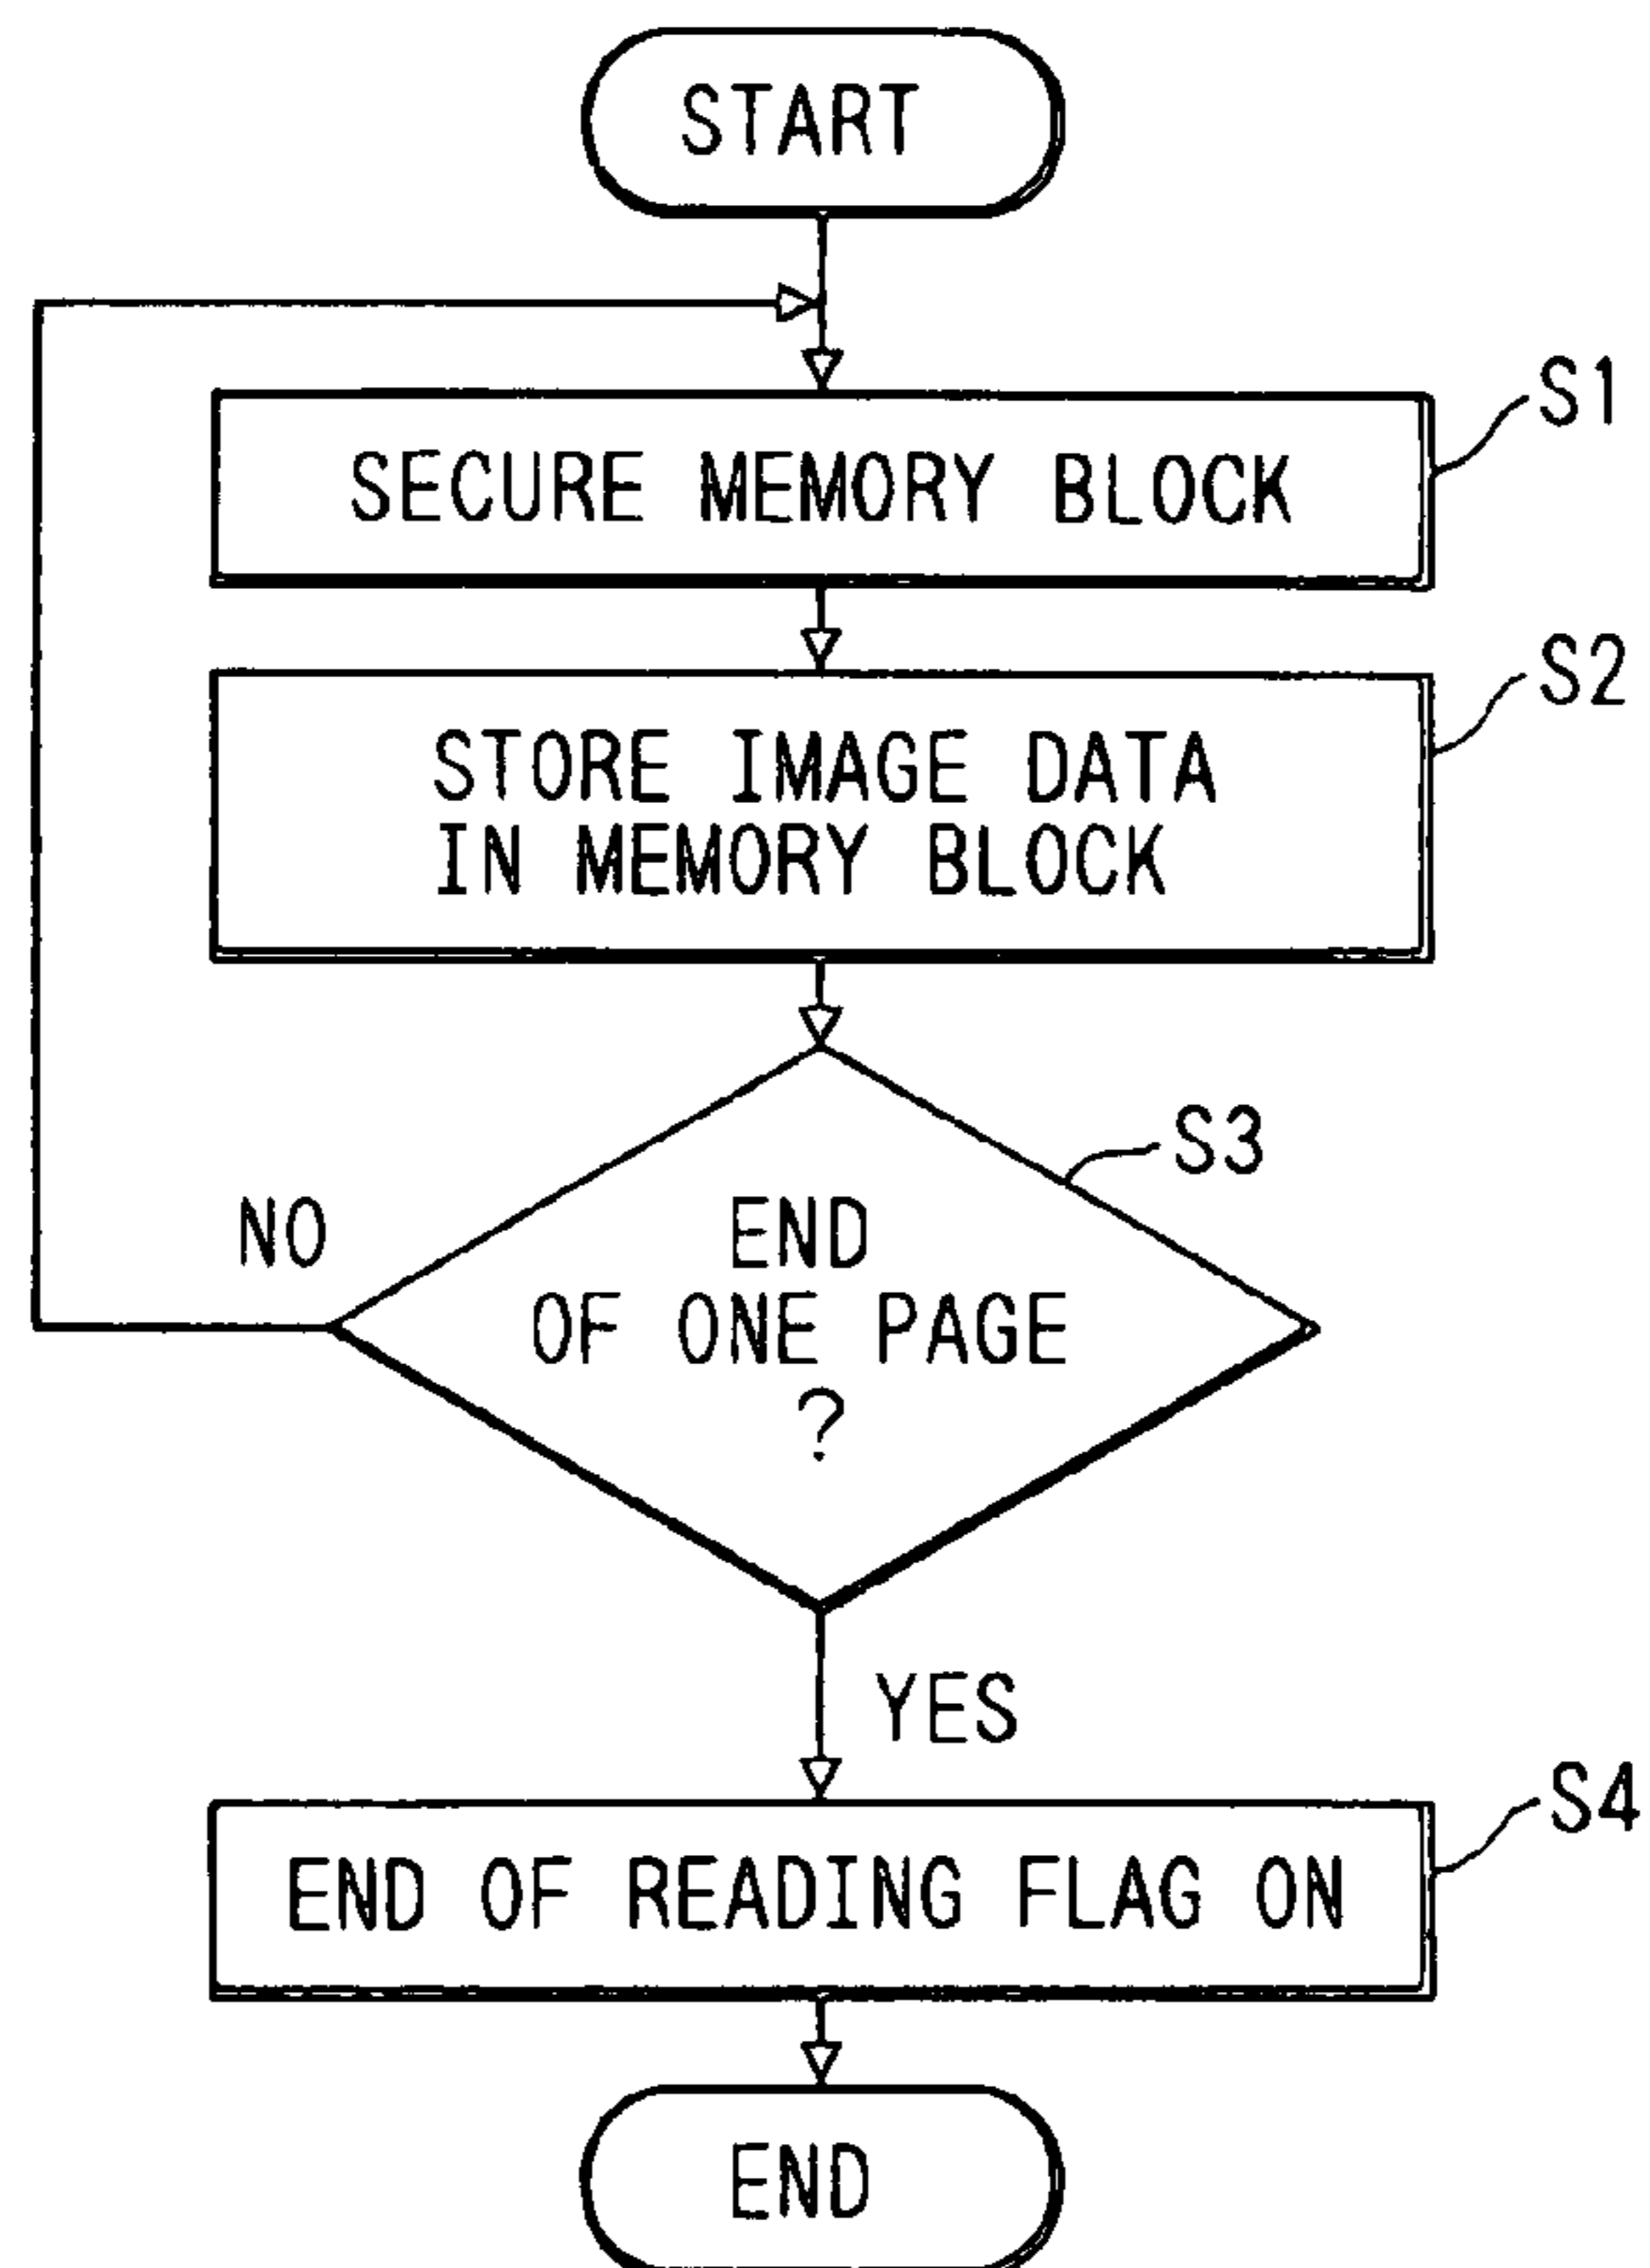 START
S1
SECURE MEMORY BLOCK
S2
STORE IMAGE DATA
IN MEMORY BLOCK
S3
NO
END
OF ONE PAGE
?
YES
S4
END OF READING FLAG ON
END